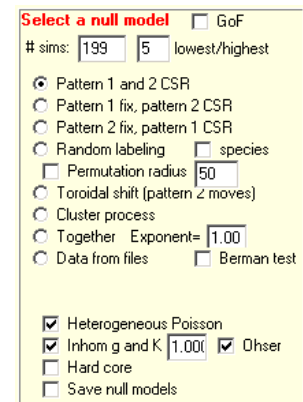 Select a null model GoF
# sims: 199 5 lowest/highest
Pattern 1 and 2 CSR
Pattern 1 fix, pattern 2 CSR
Pattern 2 fix, pattern 1 CSR
Random labeling species
Permutation radius 50
Toroidal shift (pattern 2 moves)
Cluster process
Together Exponent= 1.00
Data from files Berman test
Heterogeneous Poisson
Inhom g and K 1.00( Ohser
Hard core
Save null models